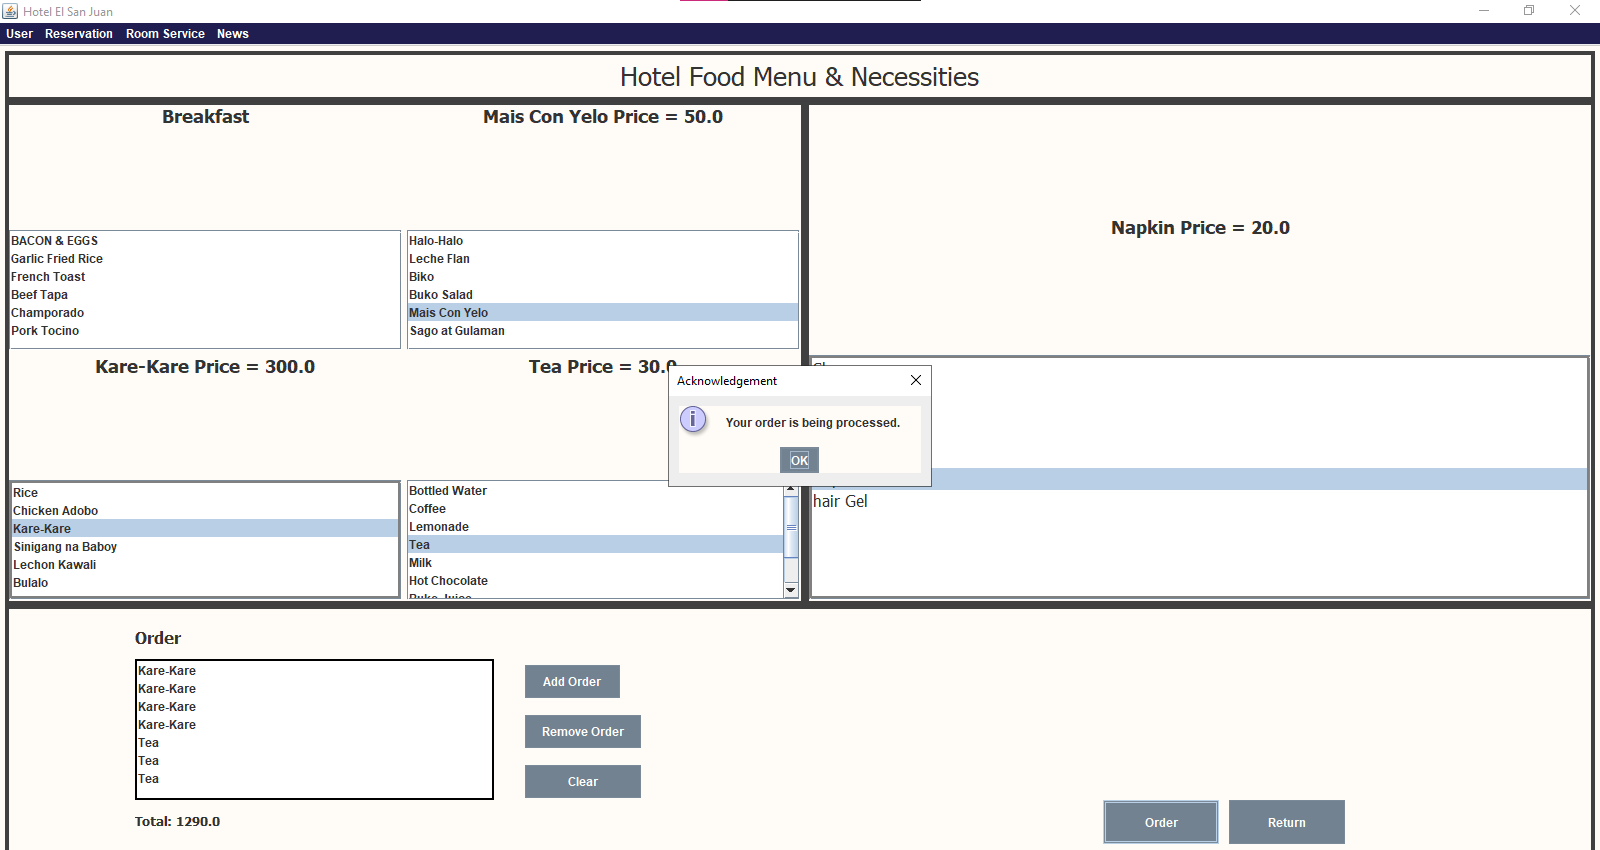 Hotel El San Juan
User Reservation Room Service News
Hotel Food Menu & Necessities
Breakfast
BACON & EGGS
Garlic Fried Rice
French Toast
Beef Tapa
Champorado
Pork Tocino
Mais Con Yelo Price = 50.0
Halo-Halo
Leche Flan
Biko
Buko Salad
Mais Con Yelo
Sago at Gulaman
Kare-Kare Price = 300.0
Rice
Chicken Adobo
Kare-Kare
Sinigang na Baboy
Lechon Kawali
Bulalo
Tea Price = 30.0
Bottled Water
Coffee
Lemonade
Tea
Milk
Hot Chocolate
Napkin Price = 20.0
hair Gel
Acknowledgement
Your order is being processed.
OK
Order
Kare-Kare
Kare-Kare
Kare-Kare
Kare-Kare
Tea
Tea
Tea
Total: 1290.0
Add Order
Remove Order
Clear
Order
Return